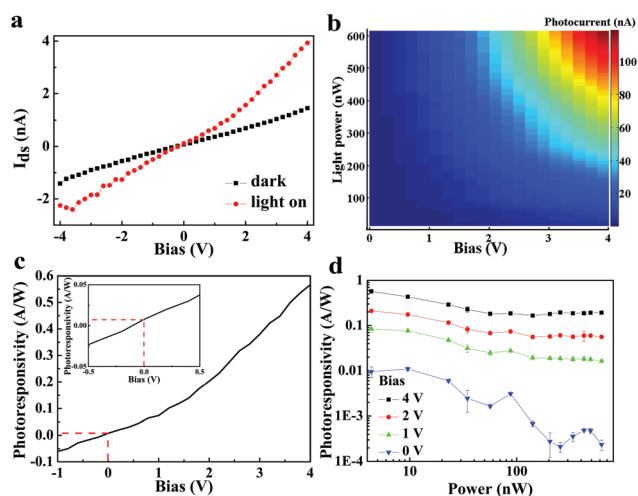 a
I_ds (nA)
4
2
0
-2
-4
-2
0
2
4
Bias (V)
dark
light on
b
Photocurrent (nA)
Light power (nW)
600
500
400
300
200
100
0
1
2
3
4
Bias (V)
100
80
60
40
20
c
Photoresponsivity (A/W)
0.6
0.5
0.4
0.3
0.2
0.1
0.0
-0.1
-1
0
1
2
3
4
Bias (V)
Photoresponsivity (A/W)
0.05
0.00
-0.05
-0.5
0.0
0.5
Bias (V)
d
Photoresponsivity (A/W)
1
0.1
0.01
1E-3
1E-4
Bias
4 V
2 V
1 V
0 V
10
100
Power (nW)